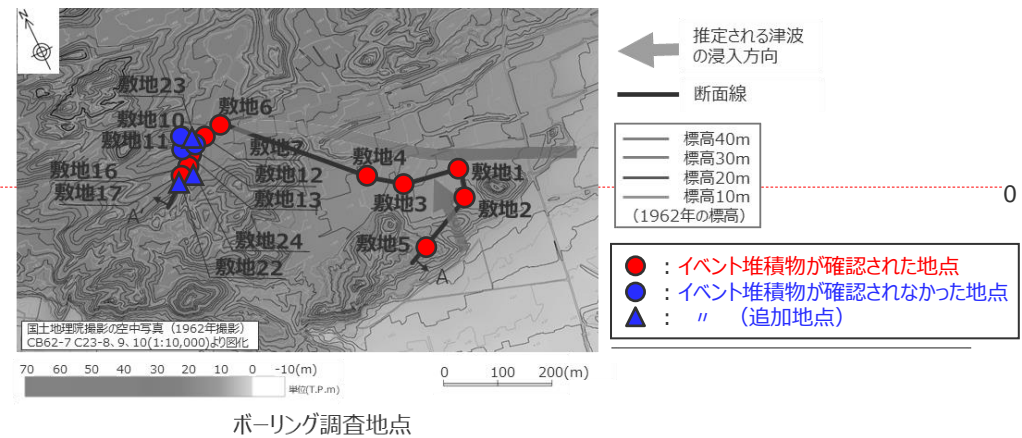 N
敷地23
敷地6
敷地10
敷地11
敷地7
敷地4
敷地1
敷地16
敷地12
敷地17
敷地13
敷地3
敷地2
A'
敷地24
敷地5
敷地22
A
国土地理院撮影の空中写真（1962年撮影）
CB62-7 C23-8、9、10(1:10,000)より図化
70 60 50 40 30 20 10 0 -10(m)
単位(T.P.m)
0 100 200(m)
ボーリング調査地点
推定される津波
の浸入方向
断面線
標高40m
標高30m
標高20m
標高10m
（1962年の標高）
0
：イベント堆積物が確認された地点
：イベント堆積物が確認されなかった地点
： 〃 （追加地点）